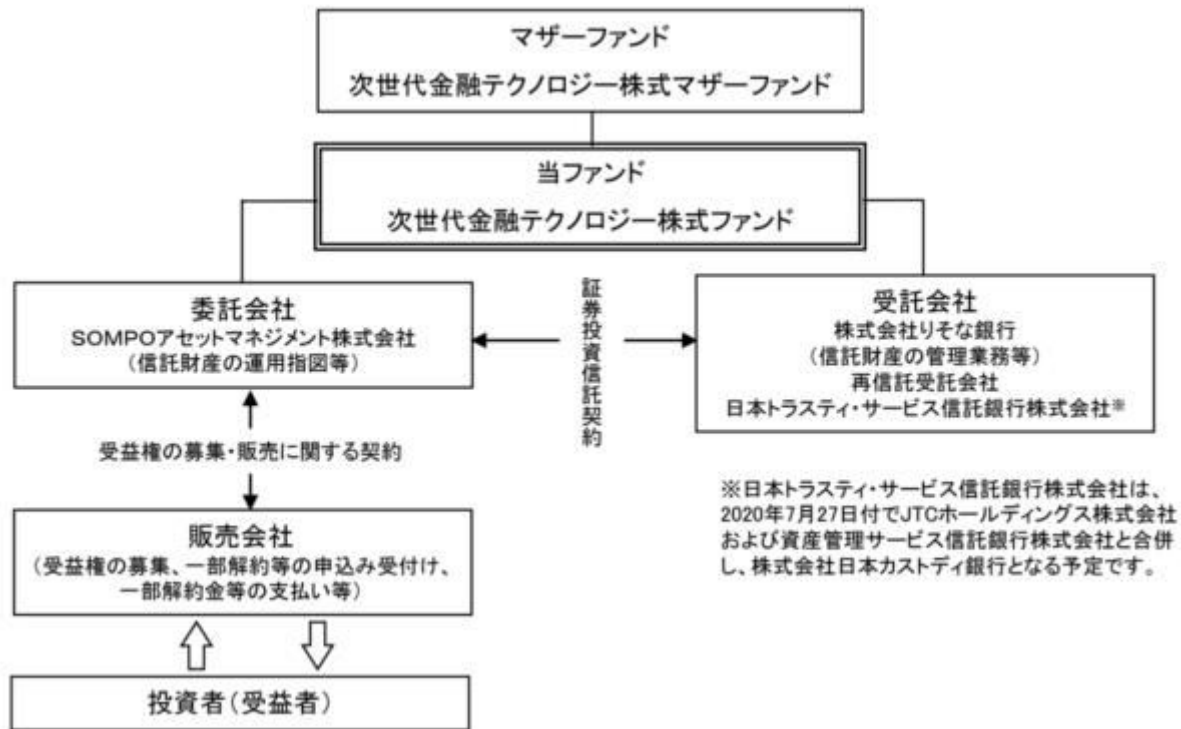 マザーファンド
次世代金融テクノロジー株式マザーファンド
当ファンド
次世代金融テクノロジー株式ファンド
委託会社
SOMPOアセットマネジメント株式会社
(信託財産の運用指図等)
証券投資信託契約
受託会社
株式会社りそな銀行
(信託財産の管理業務等)
再信託受託会社
日本トラスティ・サービス信託銀行株式会社※
受益権の募集・販売に関する契約
販売会社
(受益権の募集、一部解約等の申込み受付け、
一部解約金等の支払い等)
※日本トラスティ・サービス信託銀行株式会社は、
2020年7月27日付でJTCホールディングス株式会社
および資産管理サービス信託銀行株式会社と合併
し、株式会社日本カストディ銀行となる予定です。
投資者(受益者)